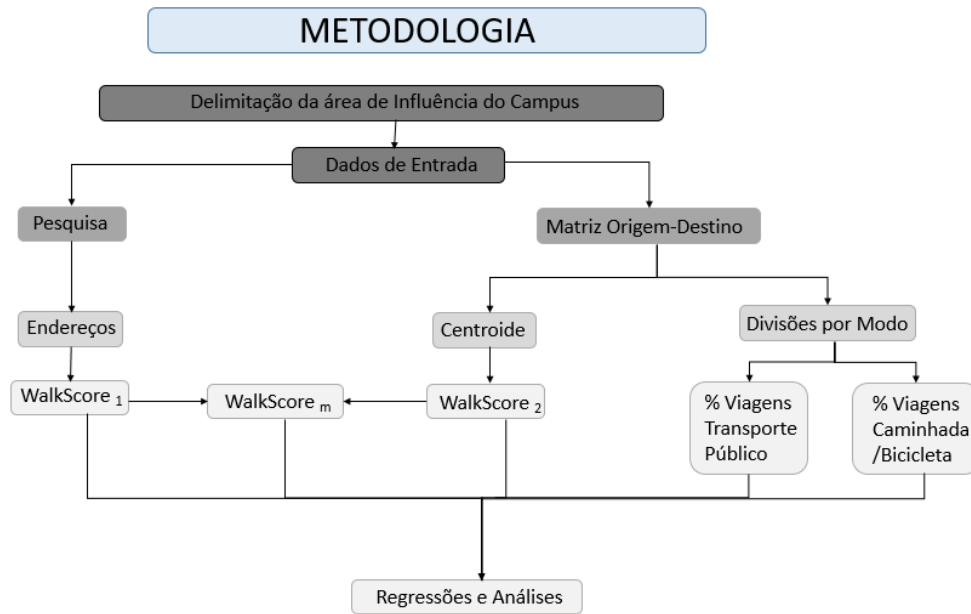 METODOLOGIA
Delimitação da área de Influência do Campus
Dados de Entrada
Pesquisa
Matriz Origem-Destino
Endereços
Centroide
Divisões por Modo
WalkScore 1
WalkScore m
WalkScore 2
% Viagens
Transporte
Público
% Viagens
Caminhada
/Bicicleta
Regressões e Análises